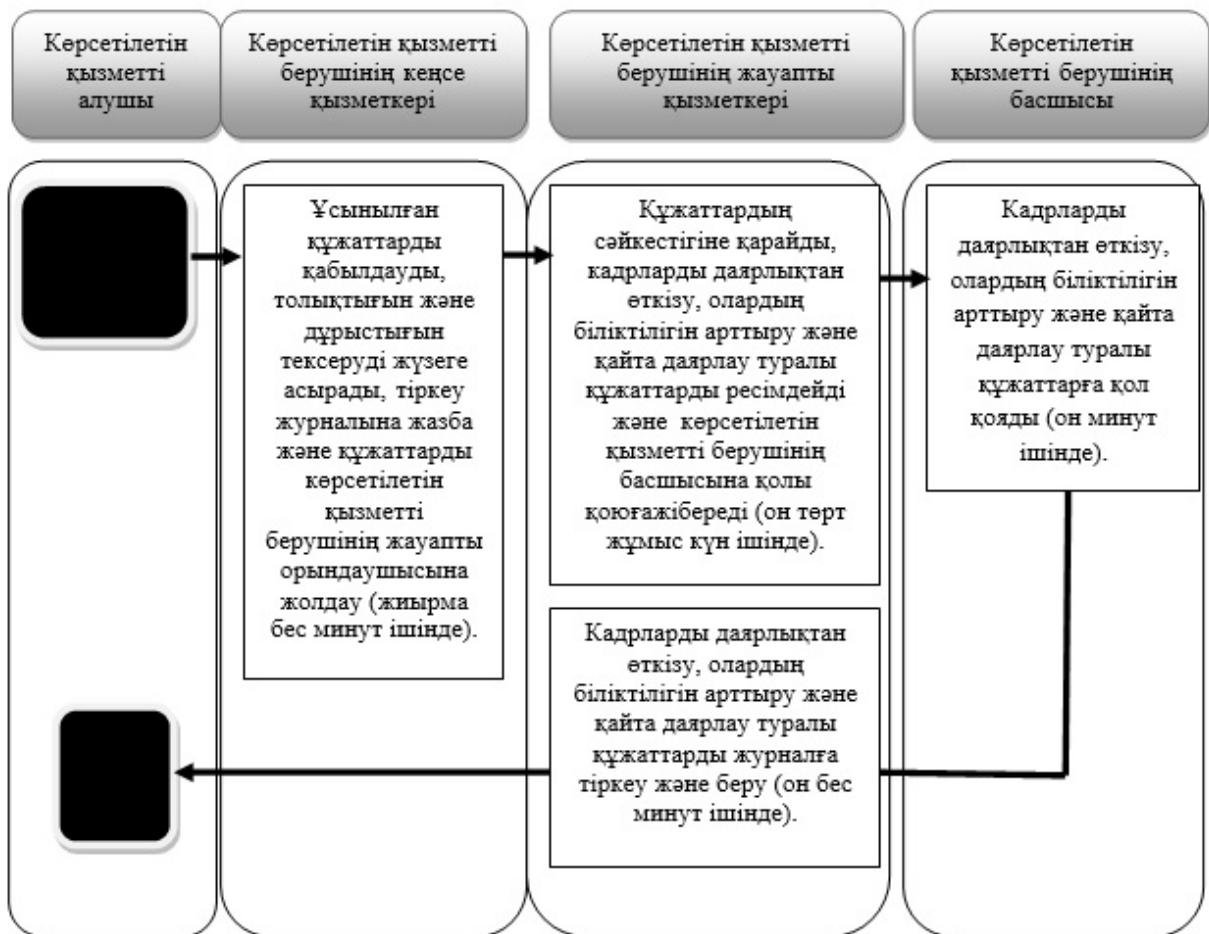 Көрсетілетін
қызметті
алушы
Көрсетілетін қызметті
берушінің кеңсе
қызметкері
Көрсетілетін қызметті
берушінің жауапты
қызметкері
Көрсетілетін
қызметті берушінің
басшысы
Ұсынылған
құжаттарды
қабылдауды,
толықтығын және
дұрыстығын
тексеруді жүзеге
асырады, тіркеу
журналына жазба
және құжаттарды
көрсетілетін
қызметті
берушінің жауапты
орындаушысына
жолдау (жиырма
бес минут ішінде).
Құжаттардың
сәйкестігіне қарайды,
кадрларды даярлықтан
өткізу, олардың
біліктілігін арттыру және
қайта даярлау туралы
құжаттарды ресімдейді
және көрсетілетін
қызметті берушінің
басшысына қолы
қоюғажібереді (он төрт
жұмыс күн ішінде).
Кадрларды
даярлықтан өткізу,
олардың біліктілігін
арттыру және қайта
даярлау туралы
құжаттарға қол
қояды (он минут
ішінде).
Кадрларды даярлықтан
өткізу, олардың
біліктілігін арттыру және
қайта даярлау туралы
құжаттарды журналға
тіркеу және беру (он бес
минут ішінде).